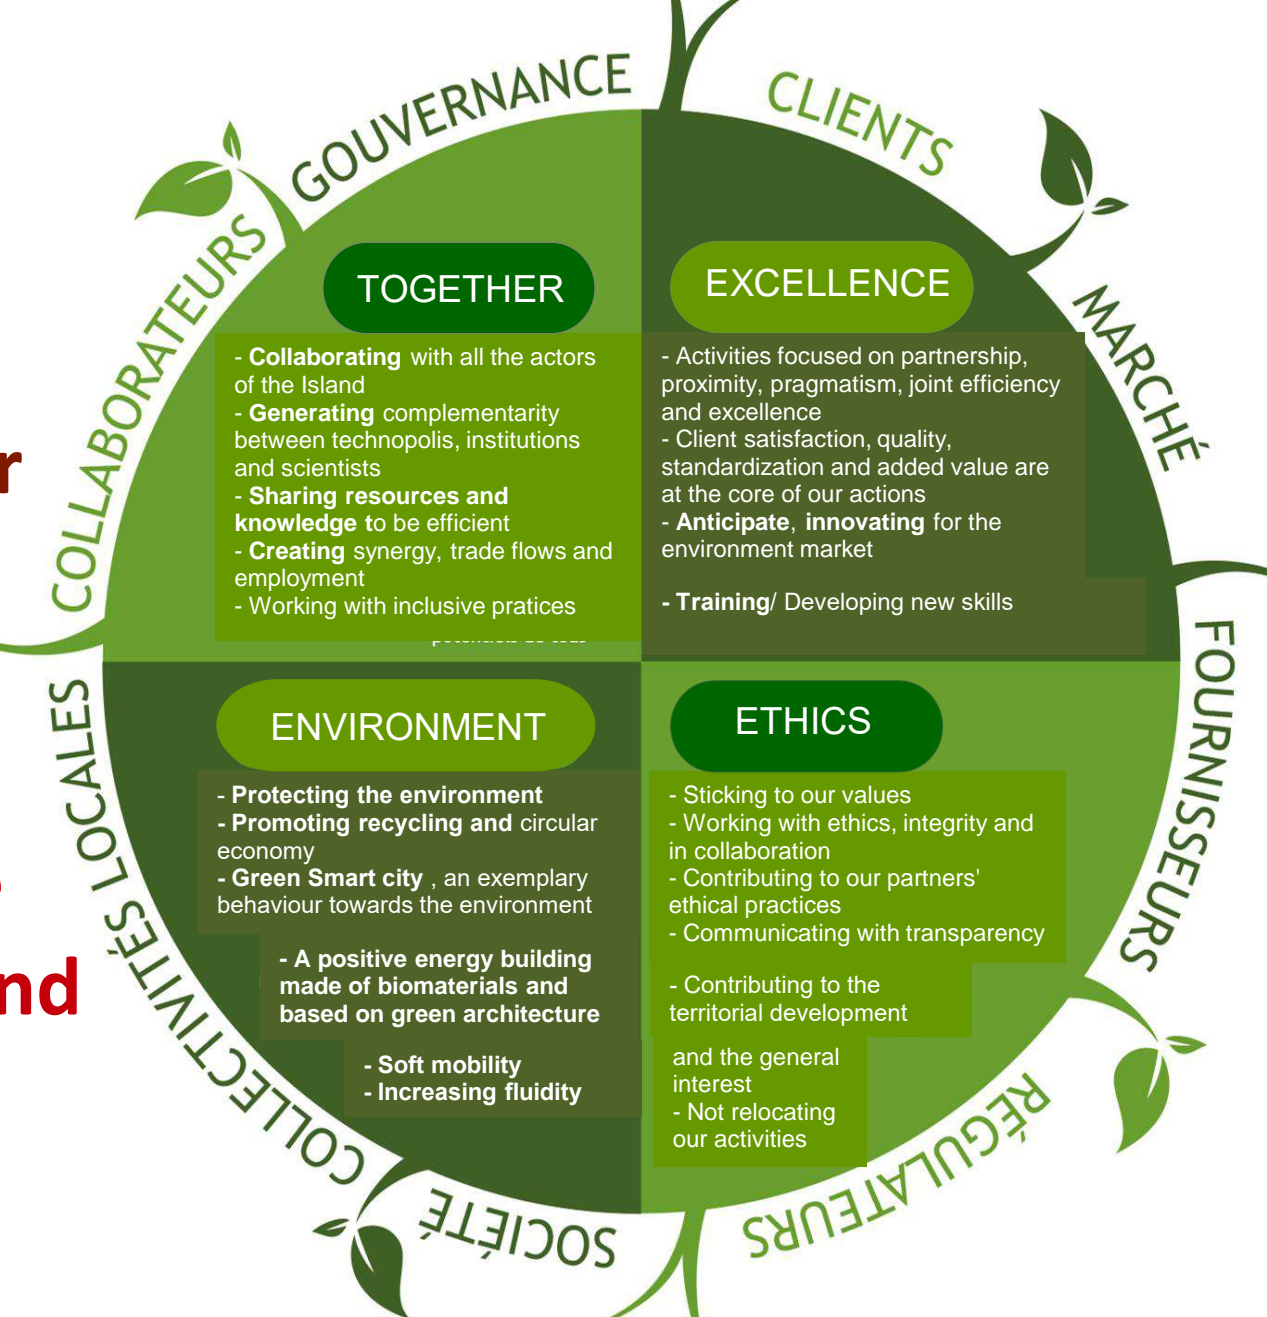 GOUVERNANCE
CLIENTS
MARCHÉ
FOURNISSEURS
RÉGULATEURS
SOCIÉTÉ
COLLECTIVITÉS LOCALES
COLLABORATEURS
TOGETHER
- Collaborating with all the actors
of the Island
- Generating complementarity
between technopolis, institutions
and scientists
- Sharing resources and
knowledge to be efficient
- Creating synergy, trade flows and
employment
- Working with inclusive pratices
EXCELLENCE
- Activities focused on partnership,
proximity, pragmatism, joint efficiency
and excellence
- Client satisfaction, quality,
standardization and added value are
at the core of our actions
- Anticipate, innovating for the
environment market
- Training/ Developing new skills
ENVIRONMENT
- Protecting the environment
- Promoting recycling and circular
economy
- Green Smart city , an exemplary
behaviour towards the environment
- A positive energy building
made of biomaterials and
based on green architecture
- Soft mobility
- Increasing fluidity
ETHICS
- Sticking to our values
- Working with ethics, integrity and
in collaboration
- Contributing to our partners'
ethical practices
- Communicating with transparency
- Contributing to the
territorial development
and the general
interest
- Not relocating
our activities
r
nd